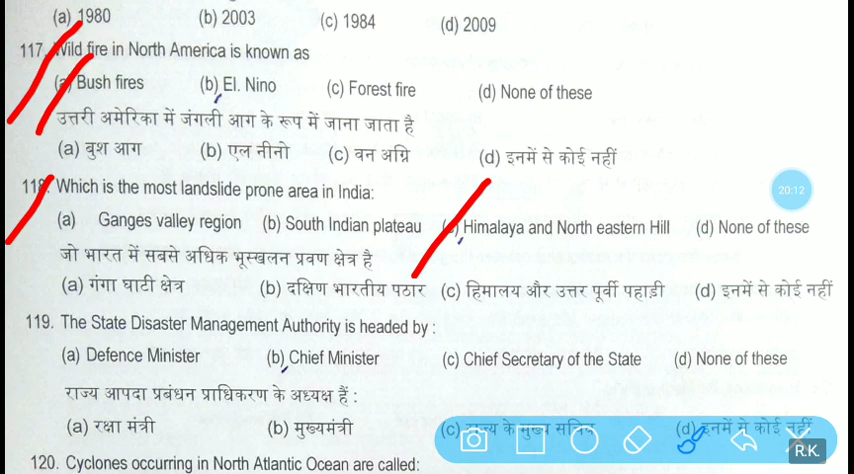 (a) 1980 (b) 2003 (c) 1984 (d) 2009
117. Wild fire in North America is known as
(a) Bush fires (b) El. Nino (c) Forest fire (d) None of these
उत्तरी अमेरिका में जंगली आग के रूप में जाना जाता है
(a) बुश आग (b) एल नीनो (c) वन अग्नि (d) इनमें से कोई नहीं
118. Which is the most landslide prone area in India:
20:12
(a) Ganges valley region (b) South Indian plateau (c) Himalaya and North eastern Hill (d) None of these
जो भारत में सबसे अधिक भूस्खलन प्रवण क्षेत्र है
(a) गंगा घाटी क्षेत्र (b) दक्षिण भारतीय पठार (c) हिमालय और उत्तर पूर्वी पहाड़ी (d) इनमें से कोई नहीं
119. The State Disaster Management Authority is headed by :
(a) Defence Minister (b) Chief Minister (c) Chief Secretary of the State (d) None of these
राज्य आपदा प्रबंधन प्राधिकरण के अध्यक्ष हैं :
(a) रक्षा मंत्री (b) मुख्यमंत्री (c) राज्य के मुख्य सचिव (d) इनमें से कोई नहीं
R.K.
120. Cyclones occurring in North Atlantic Ocean are called: